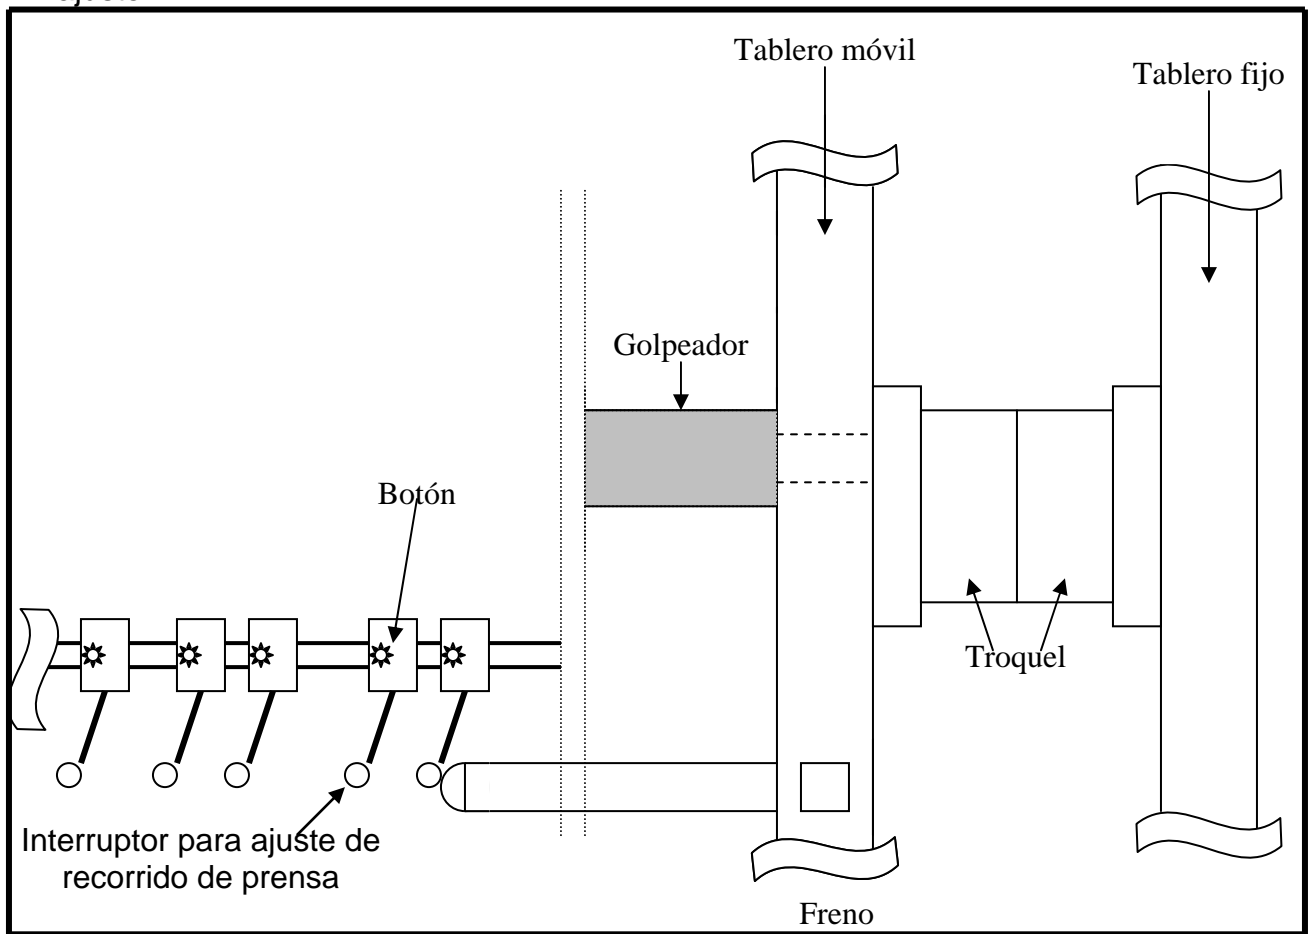 Tablero móvil
Tablero fijo
Golpeador
Botón
Troquel
Interruptor para ajuste de
recorrido de prensa
Freno